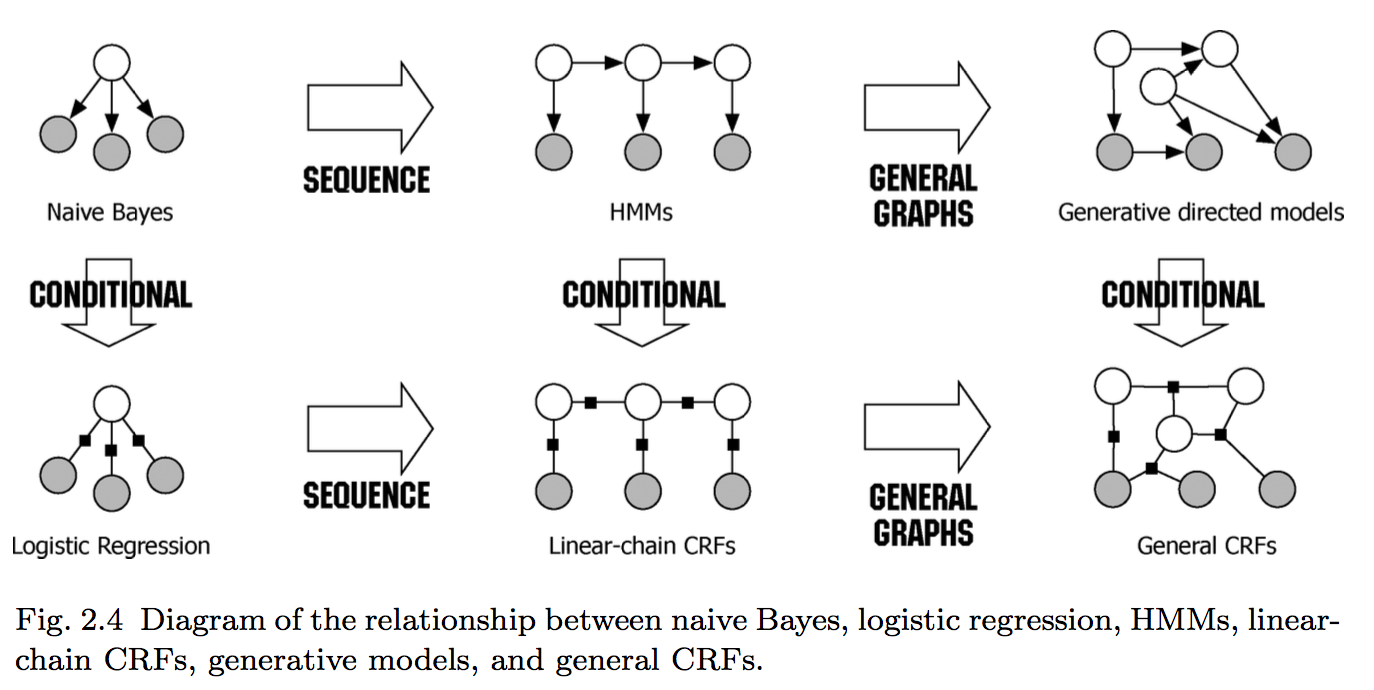 SEQUENCE
GENERAL
GRAPHS
Naive Bayes
HMMs
Generative directed models
CONDITIONAL
CONDITIONAL
CONDITIONAL
SEQUENCE
GENERAL
GRAPHS
Logistic Regression
Linear-chain CRFs
General CRFs
Fig. 2.4 Diagram of the relationship between naive Bayes, logistic regression, HMMs, linear-
chain CRFs, generative models, and general CRFs.